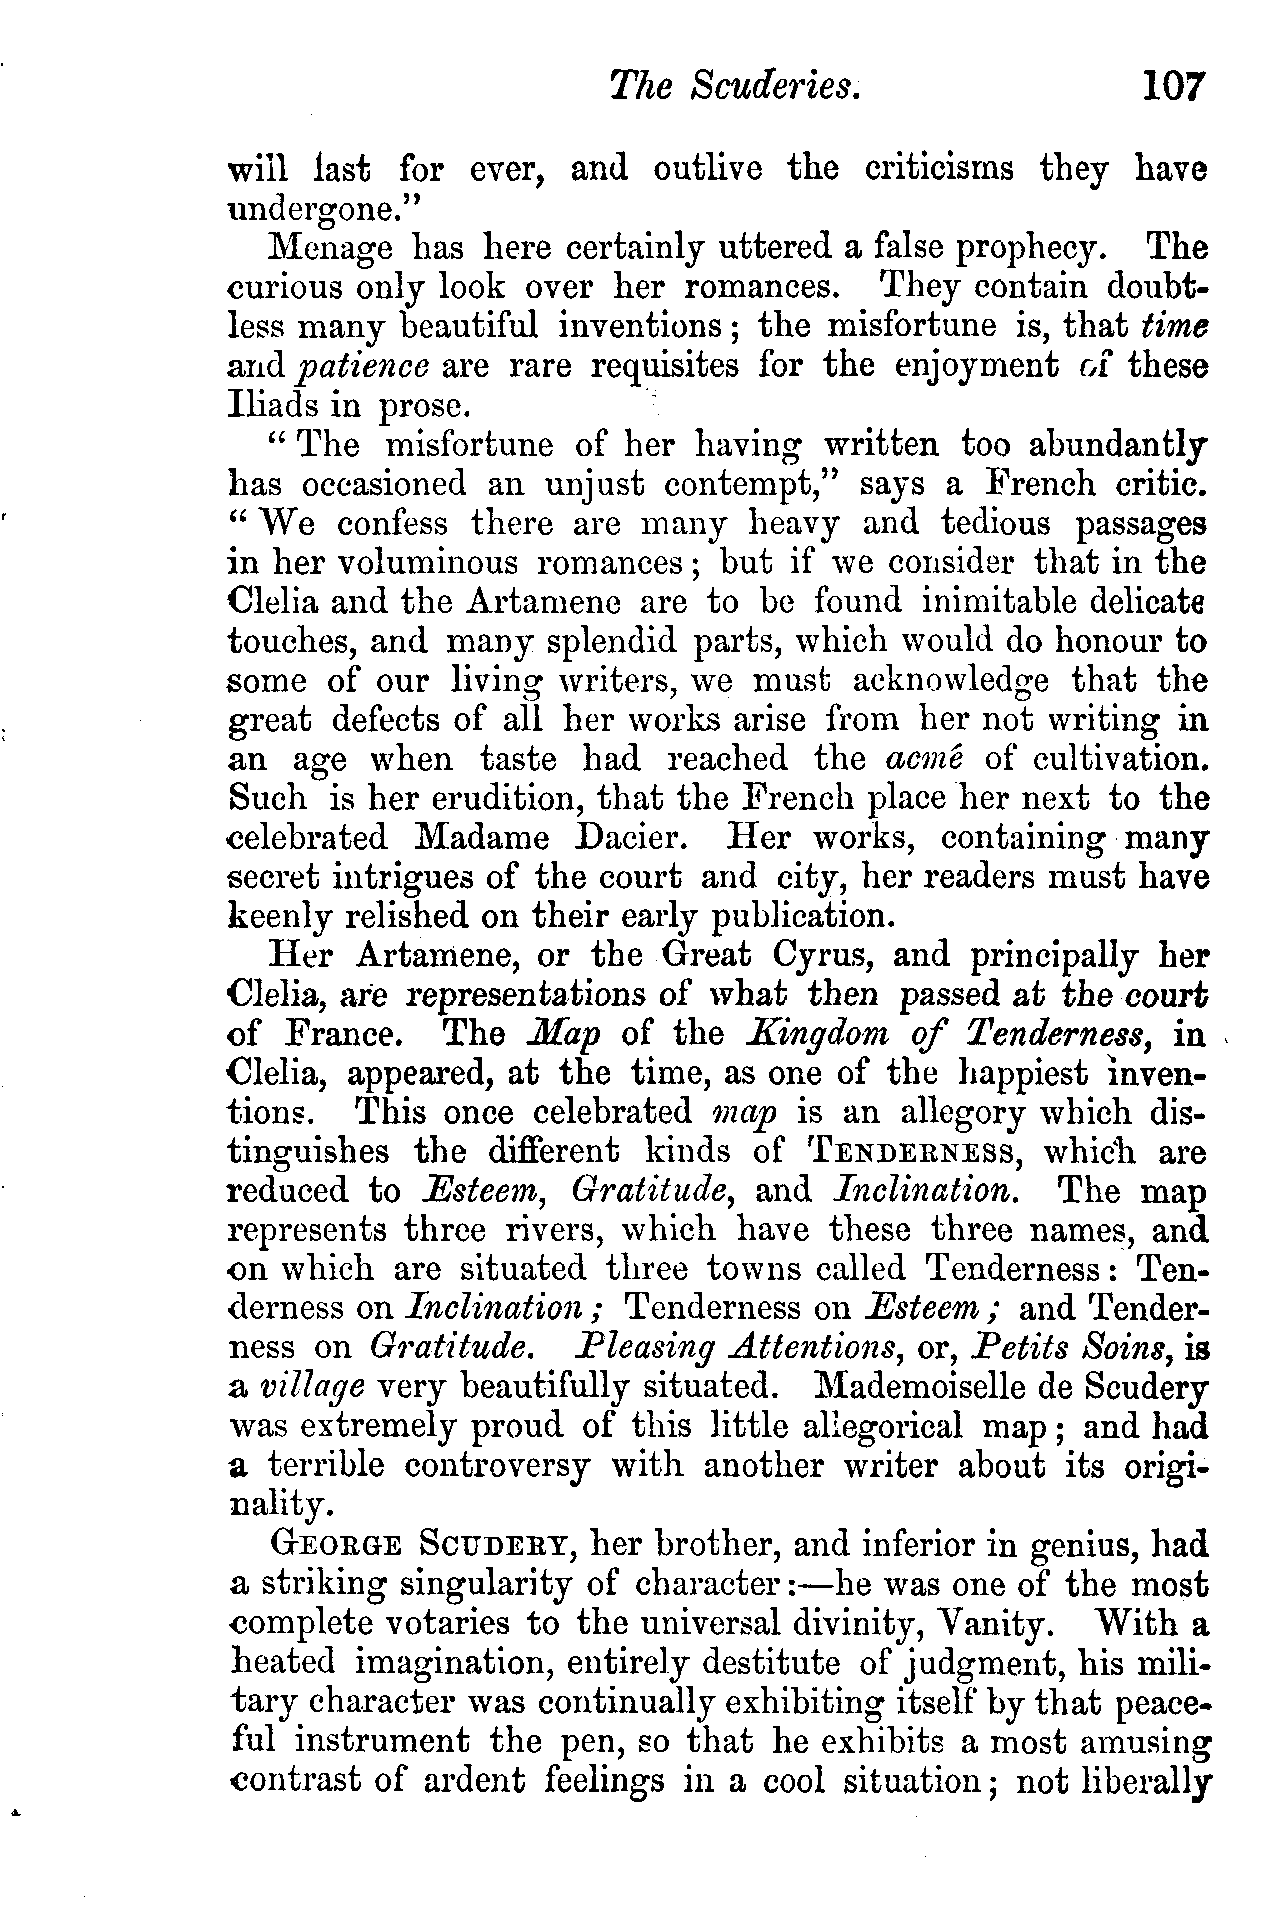 The Scuderies. 107
will last for ever, and outlive the criticisms they have
undergone."
Menage has here certainly uttered a false prophecy. The
curious only look over her romances. They contain doubt-
less many beautiful inventions; the misfortune is, that time
and patience are rare requisites for the enjoyment of these
Iliads in prose.
"The misfortune of her having written too abundantly
has occasioned an unjust contempt," says a French critic.
"We confess there are many heavy and tedious passages
in her voluminous romances; but if we consider that in the
Clelia and the Artamene are to be found inimitable delicate
touches, and many splendid parts, which would do honour to
some of our living writers, we must acknowledge that the
great defects of all her works arise from her not writing in
an age when taste had reached the acmé of cultivation.
Such is her erudition, that the French place her next to the
celebrated Madame Dacier. Her works, containing many
secret intrigues of the court and city, her readers must have
keenly relished on their early publication.
Her Artamene, or the Great Cyrus, and principally her
Clelia, are representations of what then passed at the court
of France. The Map of the Kingdom of Tenderness, in
Clelia, appeared, at the time, as one of the happiest inven-
tions. This once celebrated map is an allegory which dis-
tinguishes the different kinds of TENDERNESS, which are
reduced to Esteem, Gratitude, and Inclination. The map
represents three rivers, which have these three names, and
on which are situated three towns called Tenderness: Ten-
derness on Inclination; Tenderness on Esteem; and Tender-
ness on Gratitude. Pleasing Attentions, or, Petits Soins, is
a village very beautifully situated. Mademoiselle de Scudery
was extremely proud of this little allegorical map; and had
a terrible controversy with another writer about its origi-
nality.
GEORGE SCUDERY, her brother, and inferior in genius, had
a striking singularity of character:—he was one of the most
complete votaries to the universal divinity, Vanity. With a
heated imagination, entirely destitute of judgment, his mili-
tary character was continually exhibiting itself by that peace-
ful instrument the pen, so that he exhibits a most amusing
contrast of ardent feelings in a cool situation; not liberally